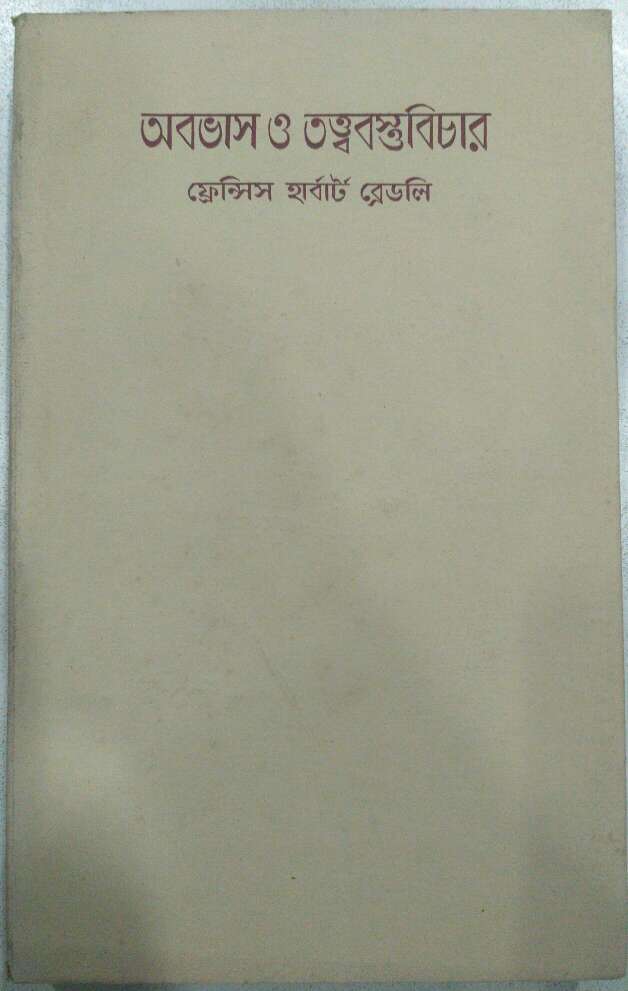 অবভাস ও তত্ত্ববস্তুবিচার
ফ্রেন্সিস হার্বার্ট ব্রেডলি